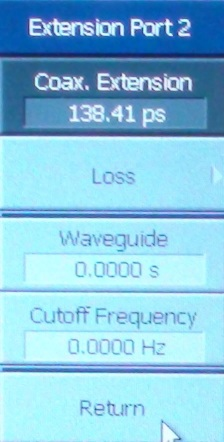 Extension Port 2
Coax. Extension
138.41 ps
Loss
Waveguide
0.0000 s
Cutoff Frequency
0.0000 Hz
Return